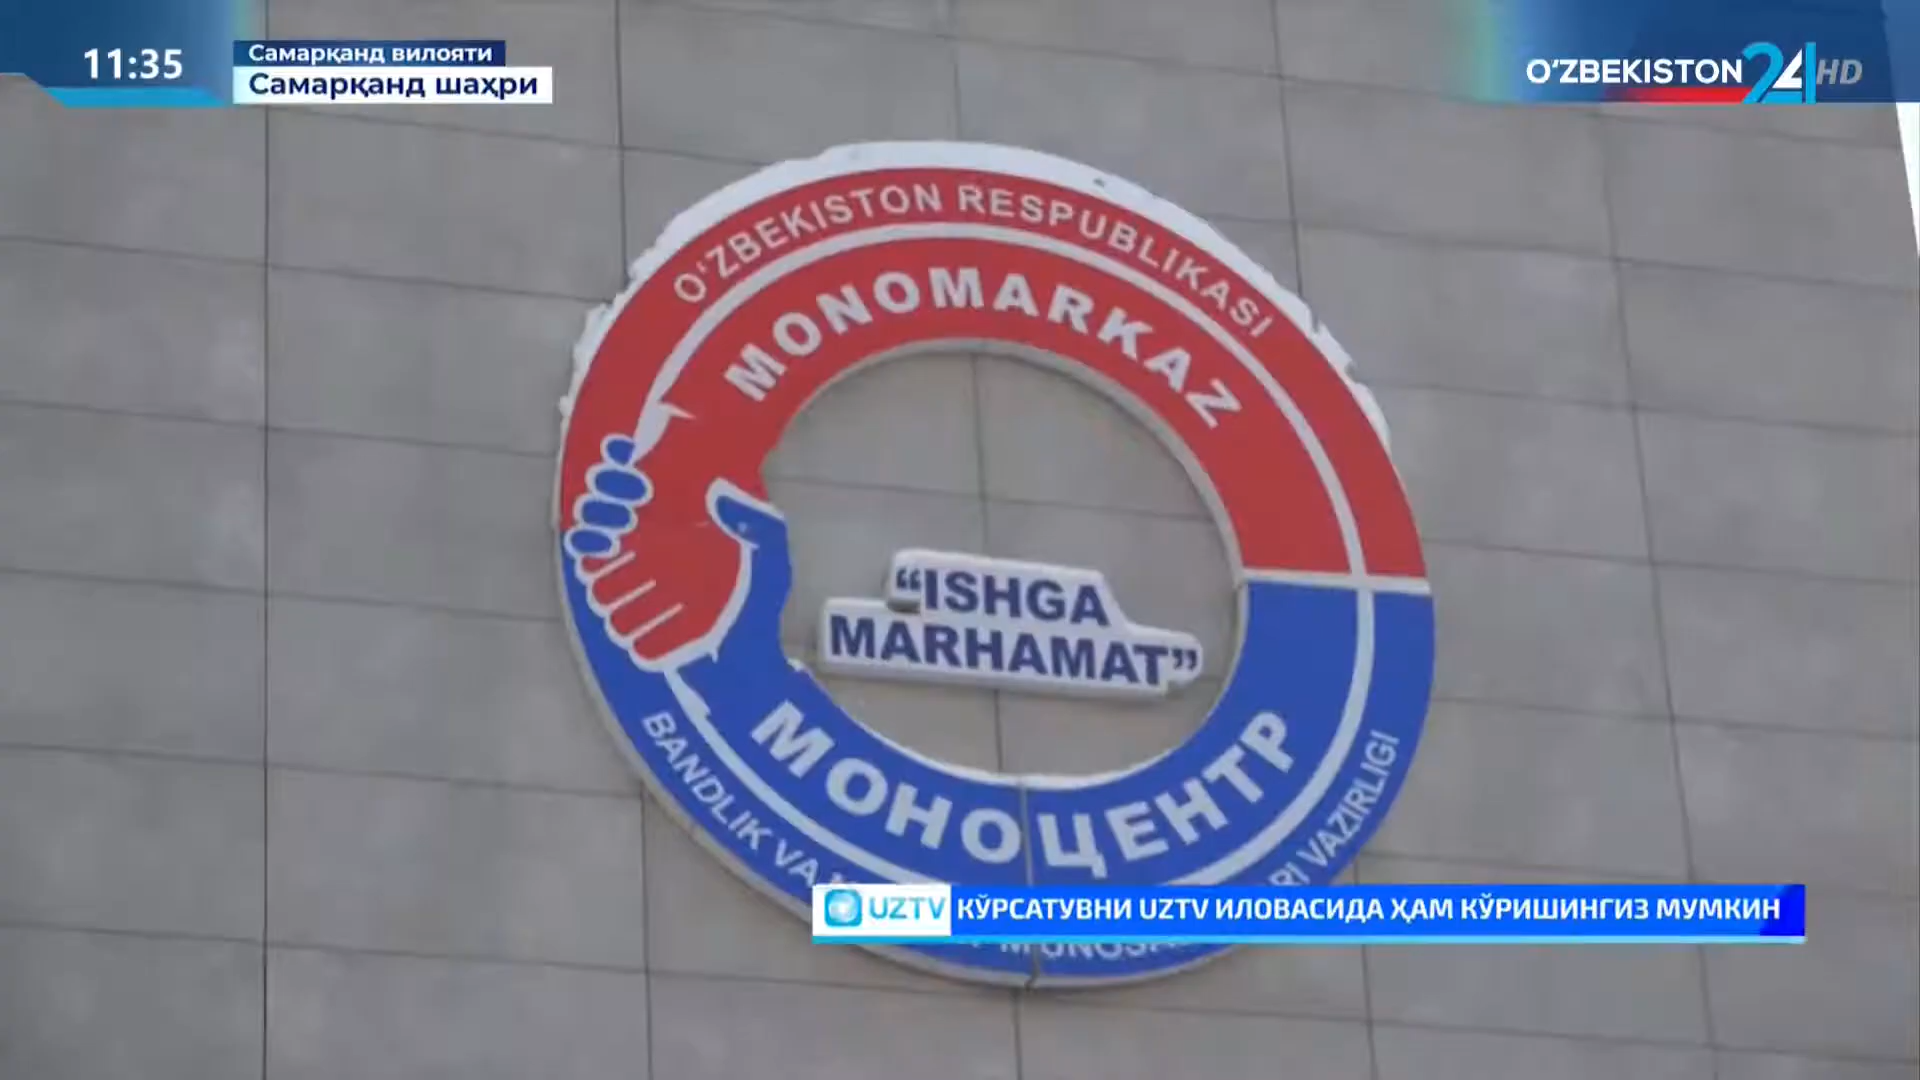 11:35
Самарқанд вилояти
Самарқанд шаҳри
O‘ZBEKISTON 24 HD
O‘ZBEKISTON RESPUBLIKASI
MONOMARKAZ
“ISHGA
MARHAMAT”
МОНОЦЕНТР
BANDLIK VA VAZIRLIGI
UZTV КЎРСАТУВНИ UZTV ИЛОВАСИДА ҲАМ КЎРИШИНГИЗ МУМКИН